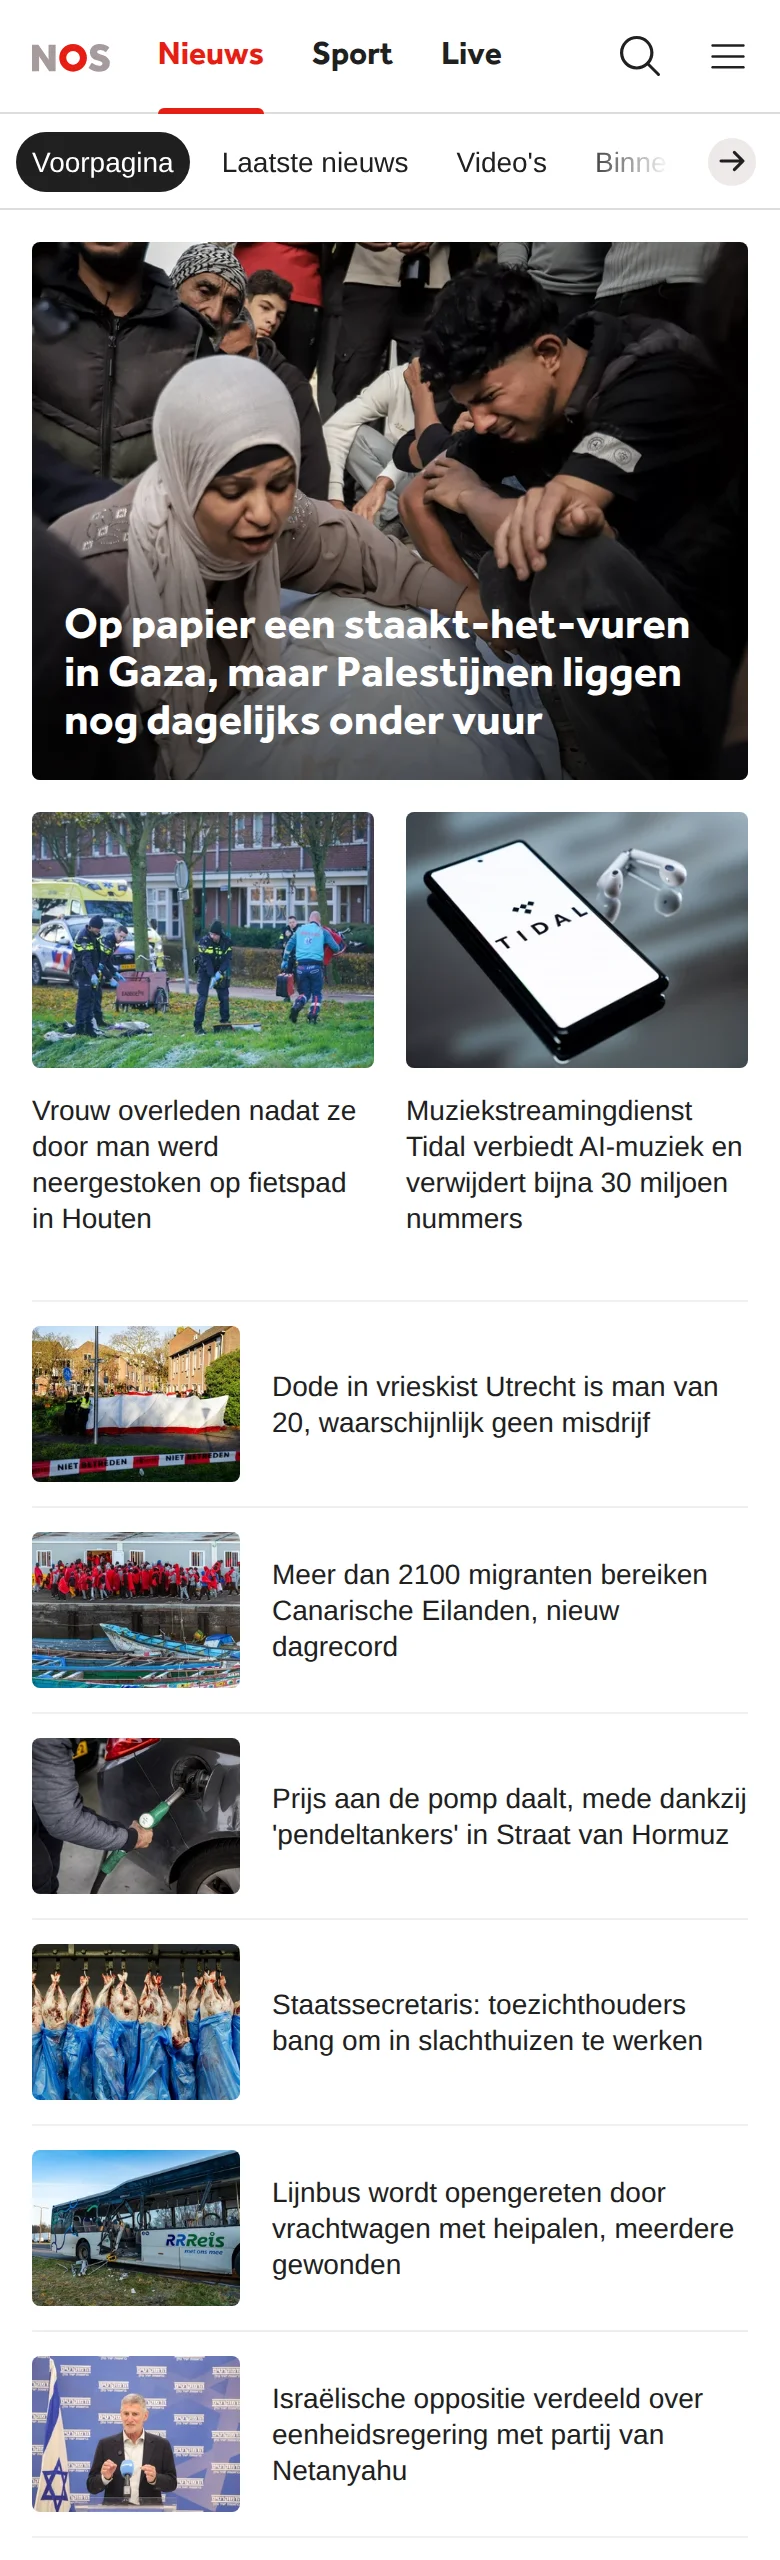 NOS
Nieuws
Sport
Live
Voorpagina
Laatste nieuws
Video's
Binne
Op papier een staakt-het-vuren
in Gaza, maar Palestijnen liggen
nog dagelijks onder vuur
TIDAL
Vrouw overleden nadat ze
door man werd
neergestoken op fietspad
in Houten
Muziekstreamingdienst
Tidal verbiedt AI-muziek en
verwijdert bijna 30 miljoen
nummers
NIET BETREDEN NIET BETREDEN
Dode in vrieskist Utrecht is man van
20, waarschijnlijk geen misdrijf
Meer dan 2100 migranten bereiken
Canarische Eilanden, nieuw
dagrecord
Prijs aan de pomp daalt, mede dankzij
'pendeltankers' in Straat van Hormuz
Staatssecretaris: toezichthouders
bang om in slachthuizen te werken
RRReis
Lijnbus wordt opengereten door
vrachtwagen met heipalen, meerdere
gewonden
Israëlische oppositie verdeeld over
eenheidsregering met partij van
Netanyahu